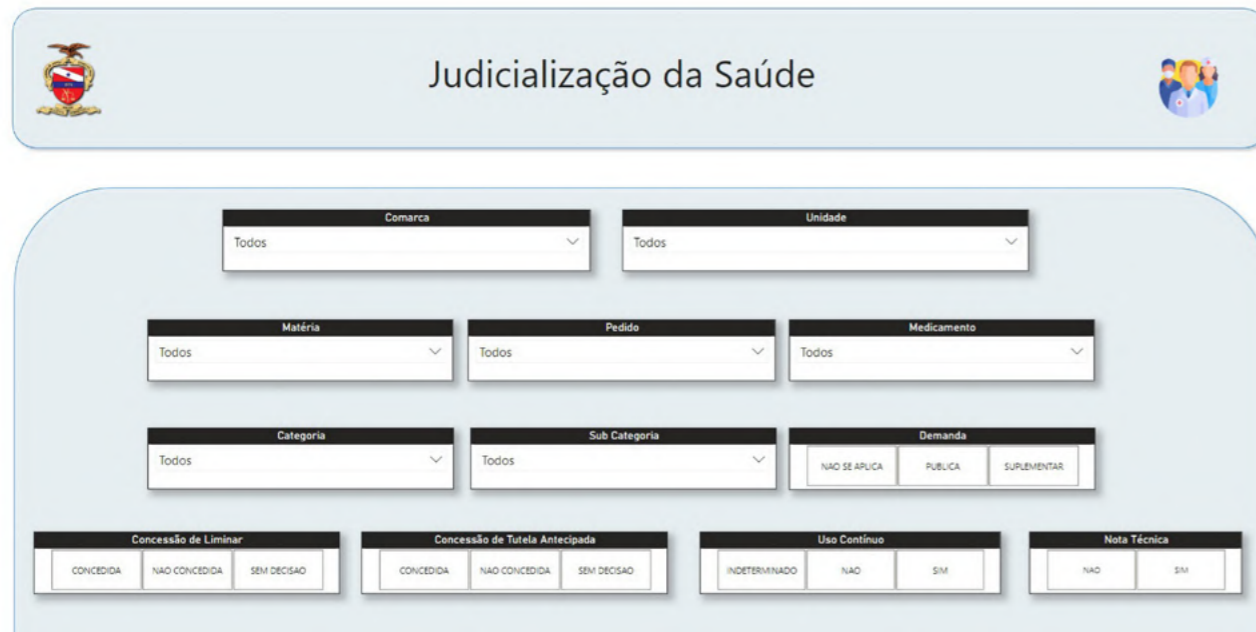 Judicialização da Saúde
Comarca
Unidade
Todos
Todos
Matéria
Pedido
Medicamento
Todos
Todos
Todos
Categoria
Sub Categoria
Demanda
Todos
Todos
NAO SE APLICA
PUBLICA
SUPLEMENTAR
Concessão de Liminar
Concessão de Tutela Antecipada
Uso Contínuo
Nota Técnica
CONCEDIDA
NAO CONCEDIDA
SEM DECISAO
CONCEDIDA
NAO CONCEDIDA
SEM DECISAO
INDETERMINADO
NAO
SIM
NAO
SIM